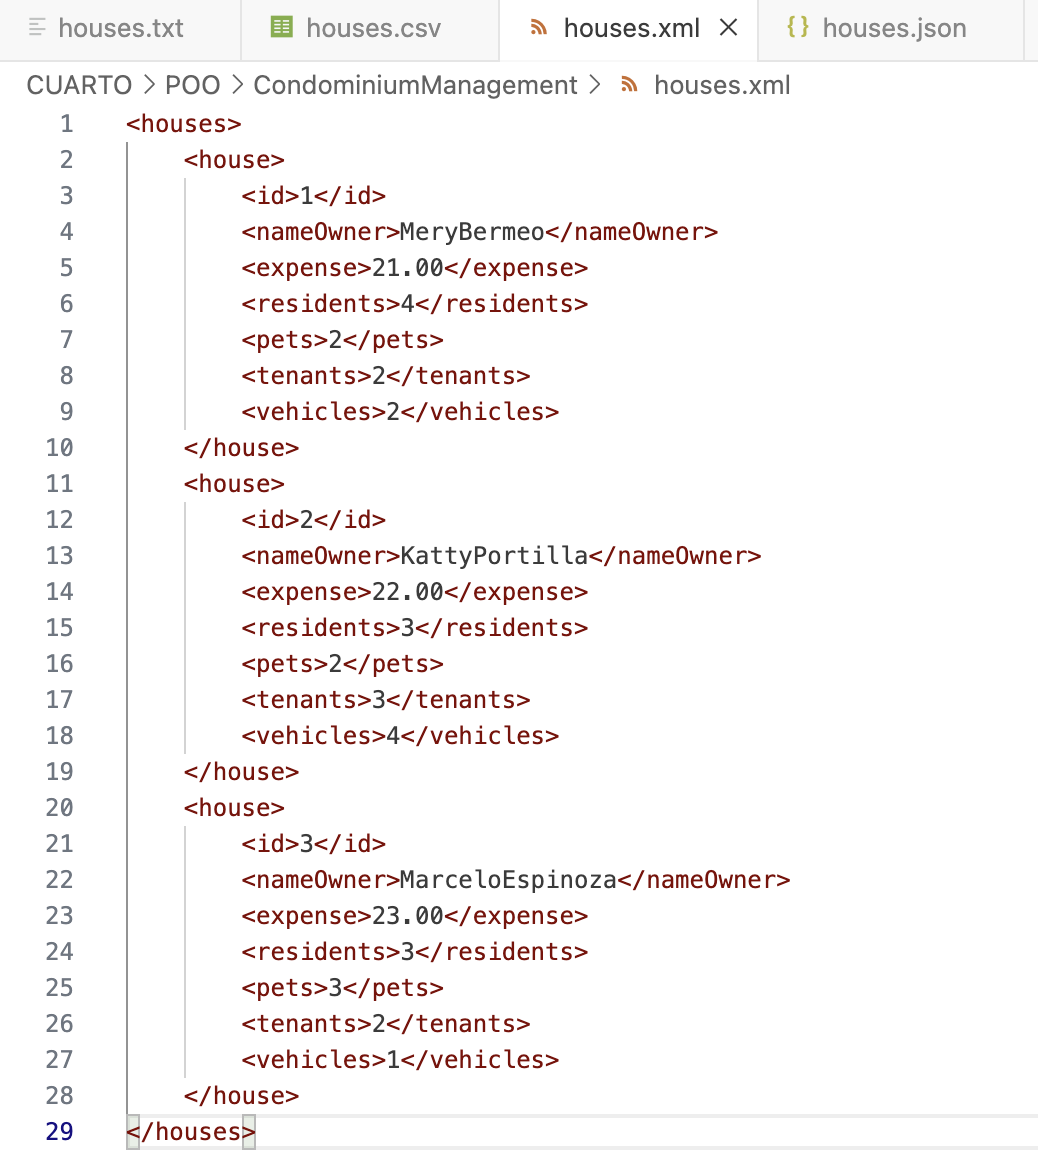 houses.txt houses.csv houses.xml houses.json
CUARTO > POO > CondominiumManagement > houses.xml
1 <houses>
2 <house>
3 <id>1</id>
4 <nameOwner>MeryBermeo</nameOwner>
5 <expense>21.00</expense>
6 <residents>4</residents>
7 <pets>2</pets>
8 <tenants>2</tenants>
9 <vehicles>2</vehicles>
10 </house>
11 <house>
12 <id>2</id>
13 <nameOwner>KattyPortilla</nameOwner>
14 <expense>22.00</expense>
15 <residents>3</residents>
16 <pets>2</pets>
17 <tenants>3</tenants>
18 <vehicles>4</vehicles>
19 </house>
20 <house>
21 <id>3</id>
22 <nameOwner>MarceloEspinoza</nameOwner>
23 <expense>23.00</expense>
24 <residents>3</residents>
25 <pets>3</pets>
26 <tenants>2</tenants>
27 <vehicles>1</vehicles>
28 </house>
29 </houses>